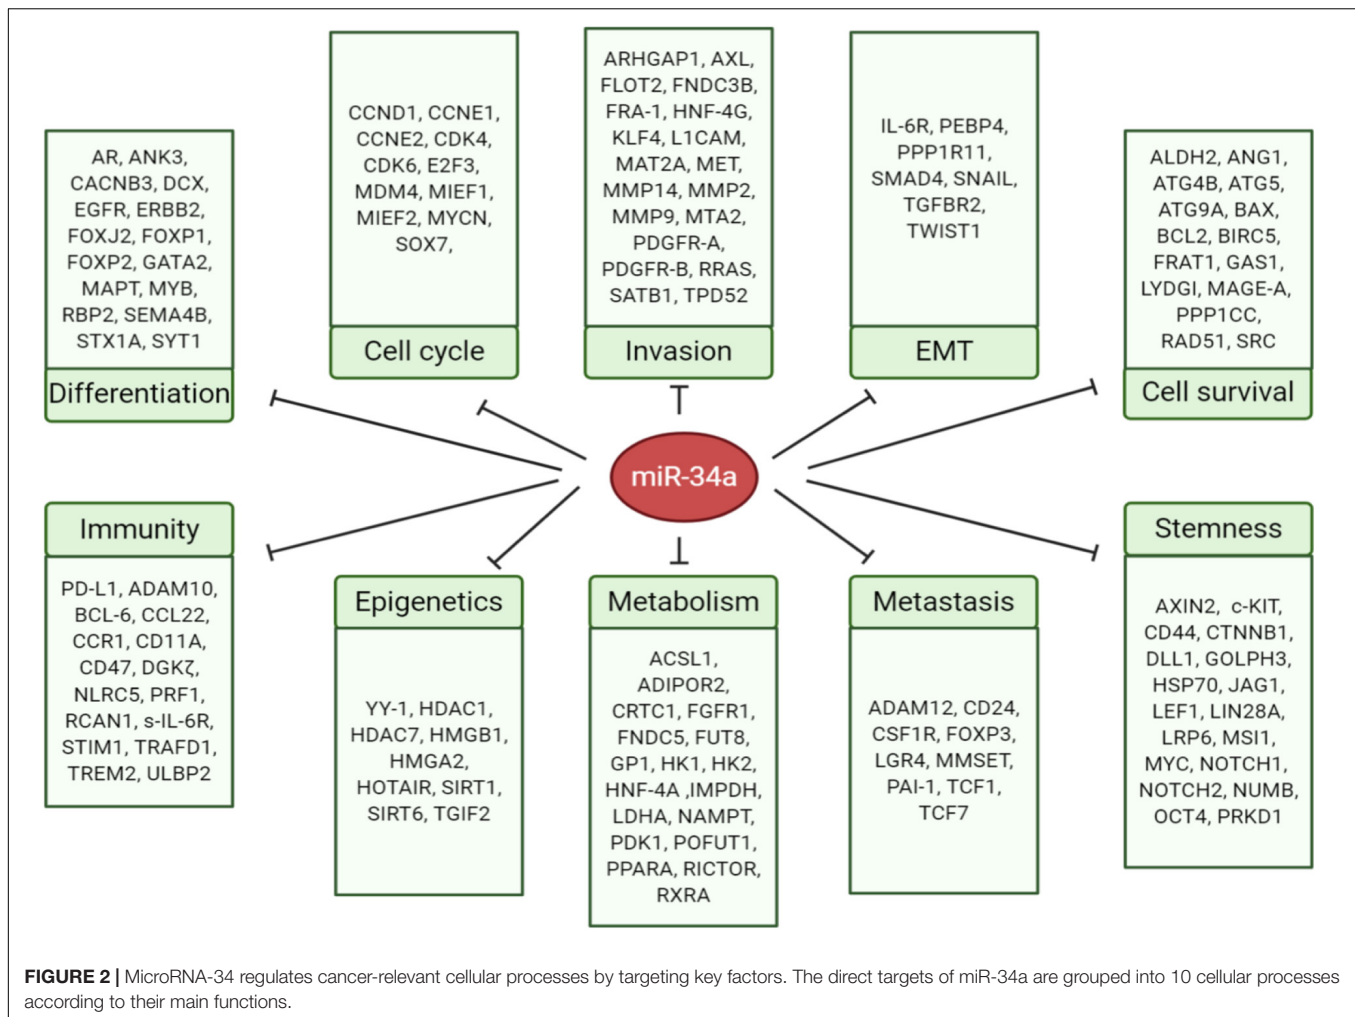 AR, ANK3,
CACNB3, DCX,
EGFR, ERBB2,
FOXJ2, FOXP1,
FOXP2, GATA2,
MAPT, MYB,
RBP2, SEMA4B,
STX1A, SYT1
Differentiation
CCND1, CCNE1,
CCNE2, CDK4,
CDK6, E2F3,
MDM4, MIEF1,
MIEF2, MYCN,
SOX7,
Cell cycle
ARHGAP1, AXL,
FLOT2, FNDC3B,
FRA-1, HNF-4G,
KLF4, L1CAM,
MAT2A, MET,
MMP14, MMP2,
MMP9, MTA2,
PDGFR-A,
PDGFR-B, RRAS,
SATB1, TPD52
Invasion
IL-6R, PEBP4,
PPP1R11,
SMAD4, SNAIL,
TGFBR2,
TWIST1
EMT
ALDH2, ANG1,
ATG4B, ATG5,
ATG9A, BAX,
BCL2, BIRC5,
FRAT1, GAS1,
LYDGI, MAGE-A,
PPP1CC,
RAD51, SRC
Cell survival
miR-34a
Immunity
PD-L1, ADAM10,
BCL-6, CCL22,
CCR1, CD11A,
CD47, DGKζ,
NLRC5, PRF1,
RCAN1, s-IL-6R,
STIM1, TRAFD1,
TREM2, ULBP2
Epigenetics
YY-1, HDAC1,
HDAC7, HMGB1,
HMGA2,
HOTAIR, SIRT1,
SIRT6, TGIF2
Metabolism
ACSL1,
ADIPOR2,
CRTC1, FGFR1,
FNDC5, FUT8,
GP1, HK1, HK2,
HNF-4A ,IMPDH,
LDHA, NAMPT,
PDK1, POFUT1,
PPARA, RICTOR,
RXRA
Metastasis
ADAM12, CD24,
CSF1R, FOXP3,
LGR4, MMSET,
PAI-1, TCF1,
TCF7
Stemness
AXIN2, c-KIT,
CD44, CTNNB1,
DLL1, GOLPH3,
HSP70, JAG1,
LEF1, LIN28A,
LRP6, MSI1,
MYC, NOTCH1,
NOTCH2, NUMB,
OCT4, PRKD1
FIGURE 2 | MicroRNA-34 regulates cancer-relevant cellular processes by targeting key factors. The direct targets of miR-34a are grouped into 10 cellular processes
according to their main functions.